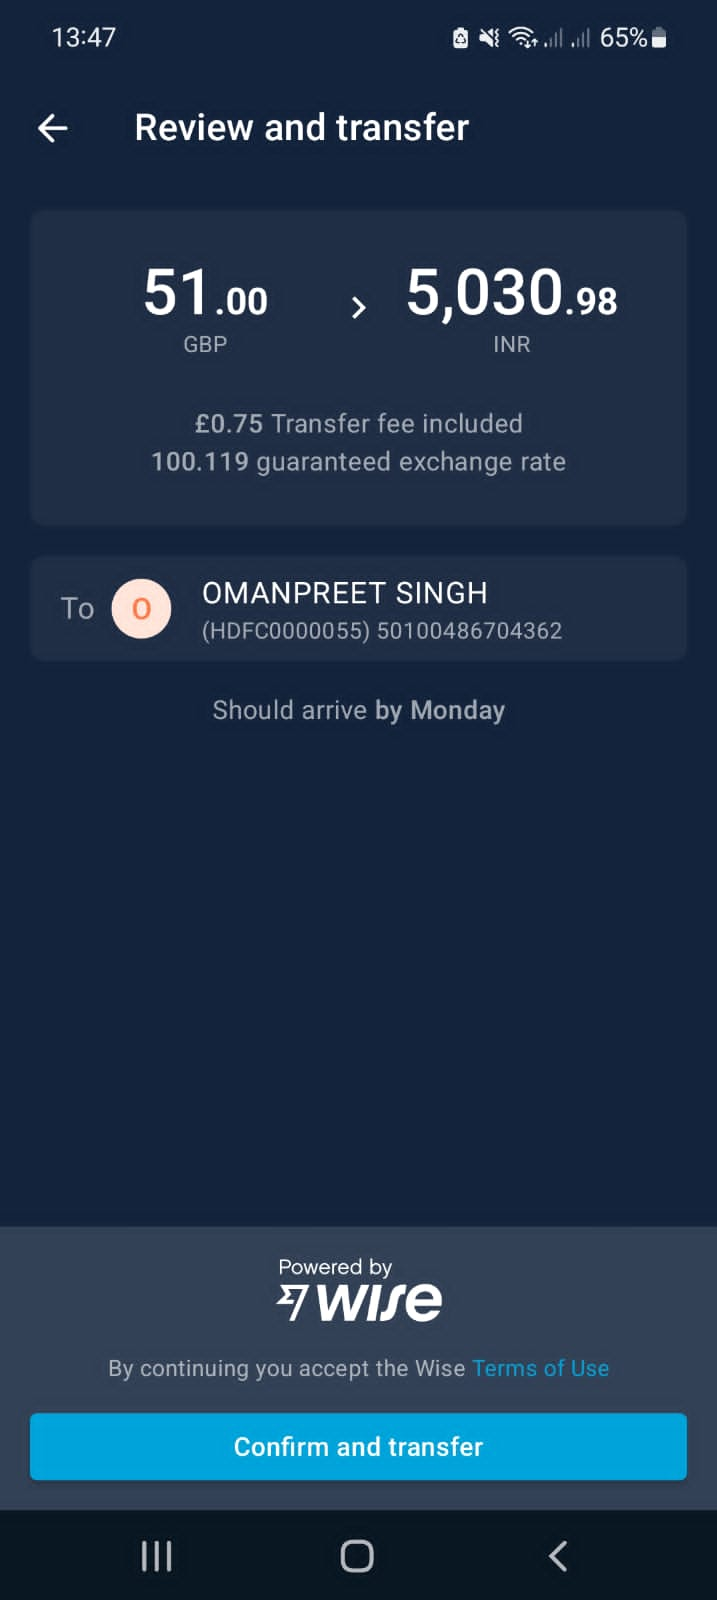 13:47 65%
Review and transfer
51.00 > 5,030.98
GBP INR
£0.75 Transfer fee included
100.119 guaranteed exchange rate
To O OMANPREET SINGH
(HDFC0000055) 50100486704362
Should arrive by Monday
Powered by
WISE
By continuing you accept the Wise Terms of Use
Confirm and transfer